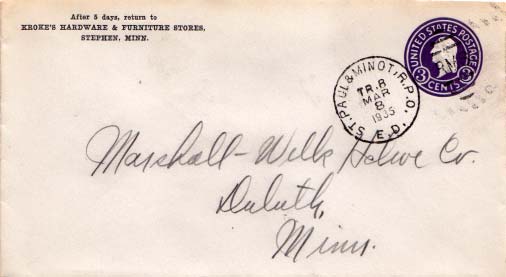 After 5 days, return to
KROKE'S HARDWARE & FURNITURE STORES,
STEPHEN, MINN.
UNITED STATES POSTAGE
3 CENTS 3
ST. PAUL & MINOT, R.P.O.
TR. 8
MAR
8
1935
E.D.
Marshall-Wells Hdwe Co.
Duluth,
Minn.